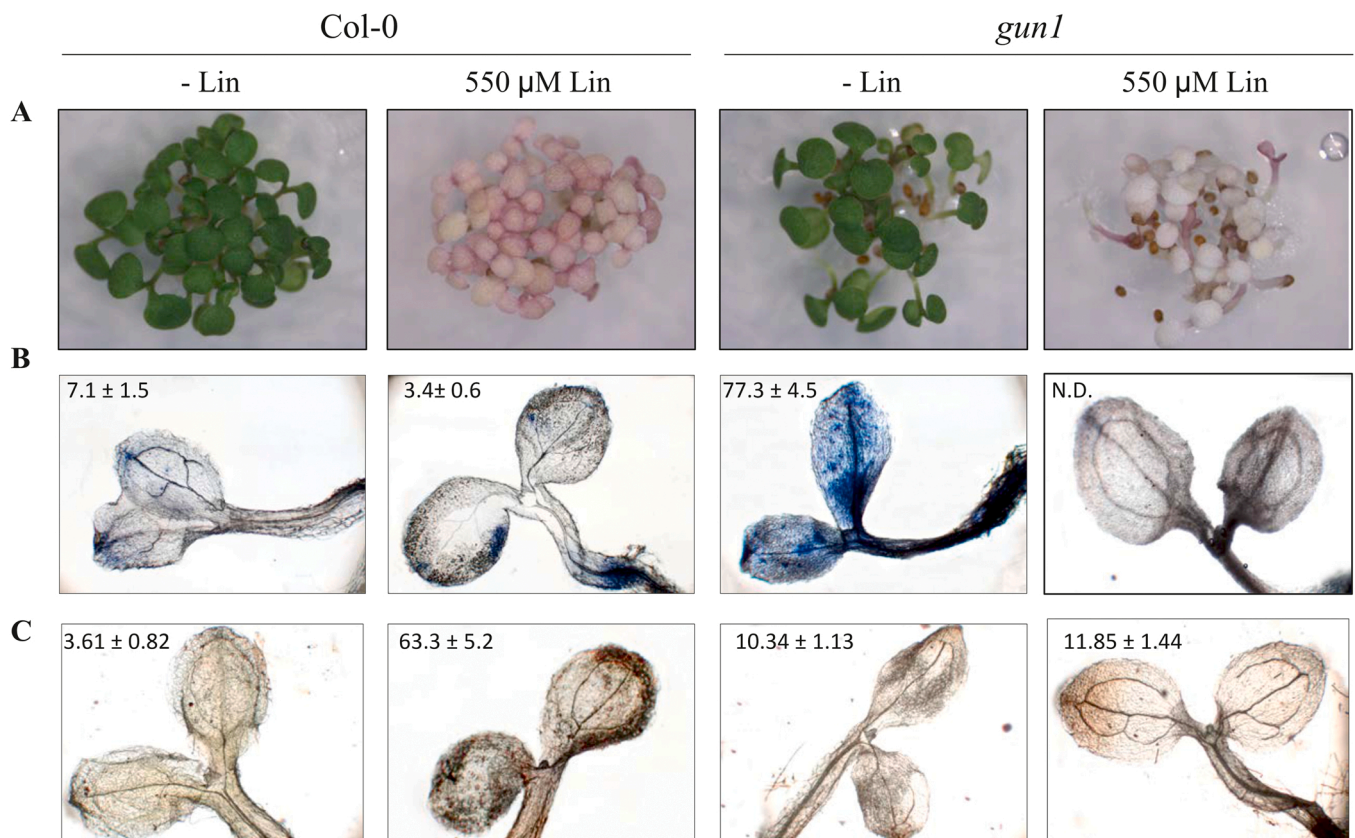 Col-0 gun1
- Lin 550 μM Lin - Lin 550 μM Lin
A
B
7.1 ± 1.5 3.4± 0.6 77.3 ± 4.5 N.D.
C
3.61 ± 0.82 63.3 ± 5.2 10.34 ± 1.13 11.85 ± 1.44